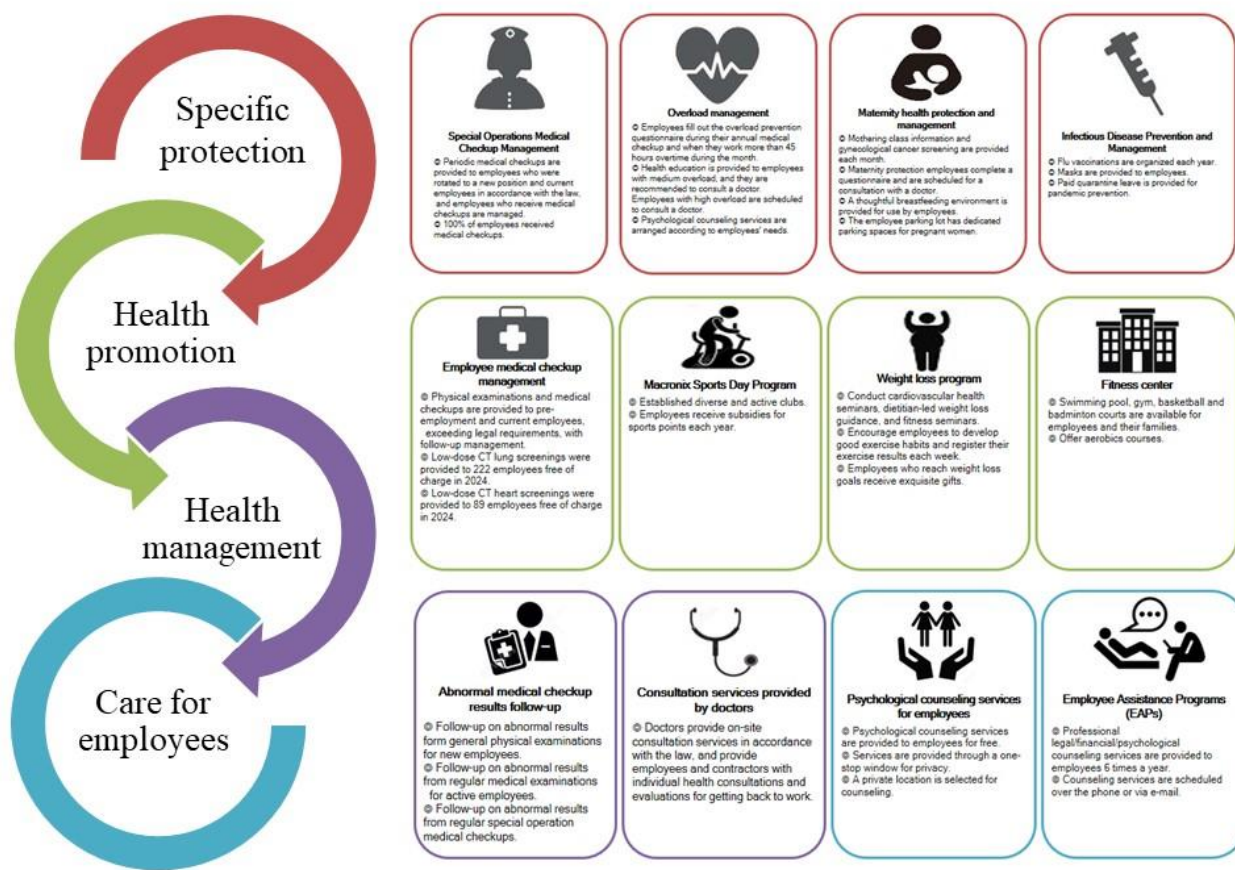 Specific
protection
Health
promotion
Health
management
Care for
employees
Special Operations Medical
Checkup Management
Periodic medical checkups are
provided to employees who were
rotated to a new position and current
employees in accordance with the law,
and employees who receive medical
checkups are managed.
100% of employees received
medical checkups.
Overload management
Employees fill out the overload prevention
questionnaire during their annual medical
checkup and when they work more than 45
hours overtime during the month.
Health education is provided to employees
with medium overload, and they are
recommended to consult a doctor.
Employees with high overload are scheduled
to consult a doctor.
Psychological counseling services are
arranged according to employees' needs.
Maternity health protection and
management
Mothering class information and
gynecological cancer screening are provided
each month.
Maternity protection employees complete a
questionnaire and are scheduled for a
consultation with a doctor.
A thoughtful breastfeeding environment is
provided for use by employees.
The employee parking lot has dedicated
parking spaces for pregnant women.
Infectious Disease Prevention and
Management
Flu vaccinations are organized each year.
Masks are provided to employees.
Paid quarantine leave is provided for
pandemic prevention.
Employee medical checkup
management
Physical examinations and medical
checkups are provided to pre-
employment and current employees,
exceeding legal requirements, with
follow-up management.
Low-dose CT lung screenings were
provided to 222 employees free of
charge in 2024.
Low-dose CT heart screenings were
provided to 89 employees free of charge
in 2024.
Macronix Sports Day Program
Established diverse and active clubs.
Employees receive subsidies for
sports points each year.
Weight loss program
Conduct cardiovascular health
seminars, dietitian-led weight loss
guidance, and fitness seminars.
Encourage employees to develop
good exercise habits and register their
exercise results each week.
Employees who reach weight loss
goals receive exquisite gifts.
Fitness center
Swimming pool, gym, basketball and
badminton courts are available for
employees and their families.
Offer aerobics courses.
Abnormal medical checkup
results follow-up
Follow-up on abnormal results
form general physical examinations
for new employees.
Follow-up on abnormal results
from regular medical examinations
for active employees.
Follow-up on abnormal results
from regular special operation
medical checkups.
Consultation services provided
by doctors
Doctors provide on-site
consultation services in accordance
with the law, and provide
employees and contractors with
individual health consultations and
evaluations for getting back to work.
Psychological counseling services
for employees
Psychological counseling services
are provided to employees for free.
Services are provided through a one-
stop window for privacy.
A private location is selected for
counseling.
Employee Assistance Programs
(EAPs)
Professional
legal/financial/psychological
counseling services are provided to
employees 6 times a year.
Counseling services are scheduled
over the phone or via e-mail.